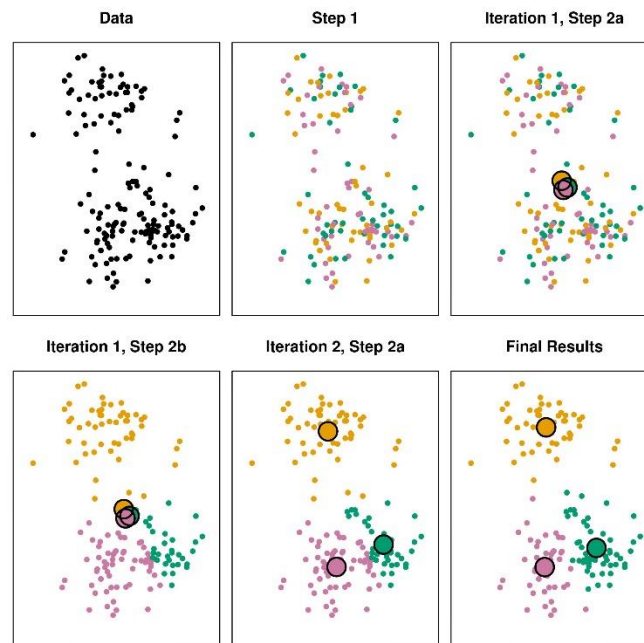 Data
Step 1
Iteration 1, Step 2a
Iteration 1, Step 2b
Iteration 2, Step 2a
Final Results